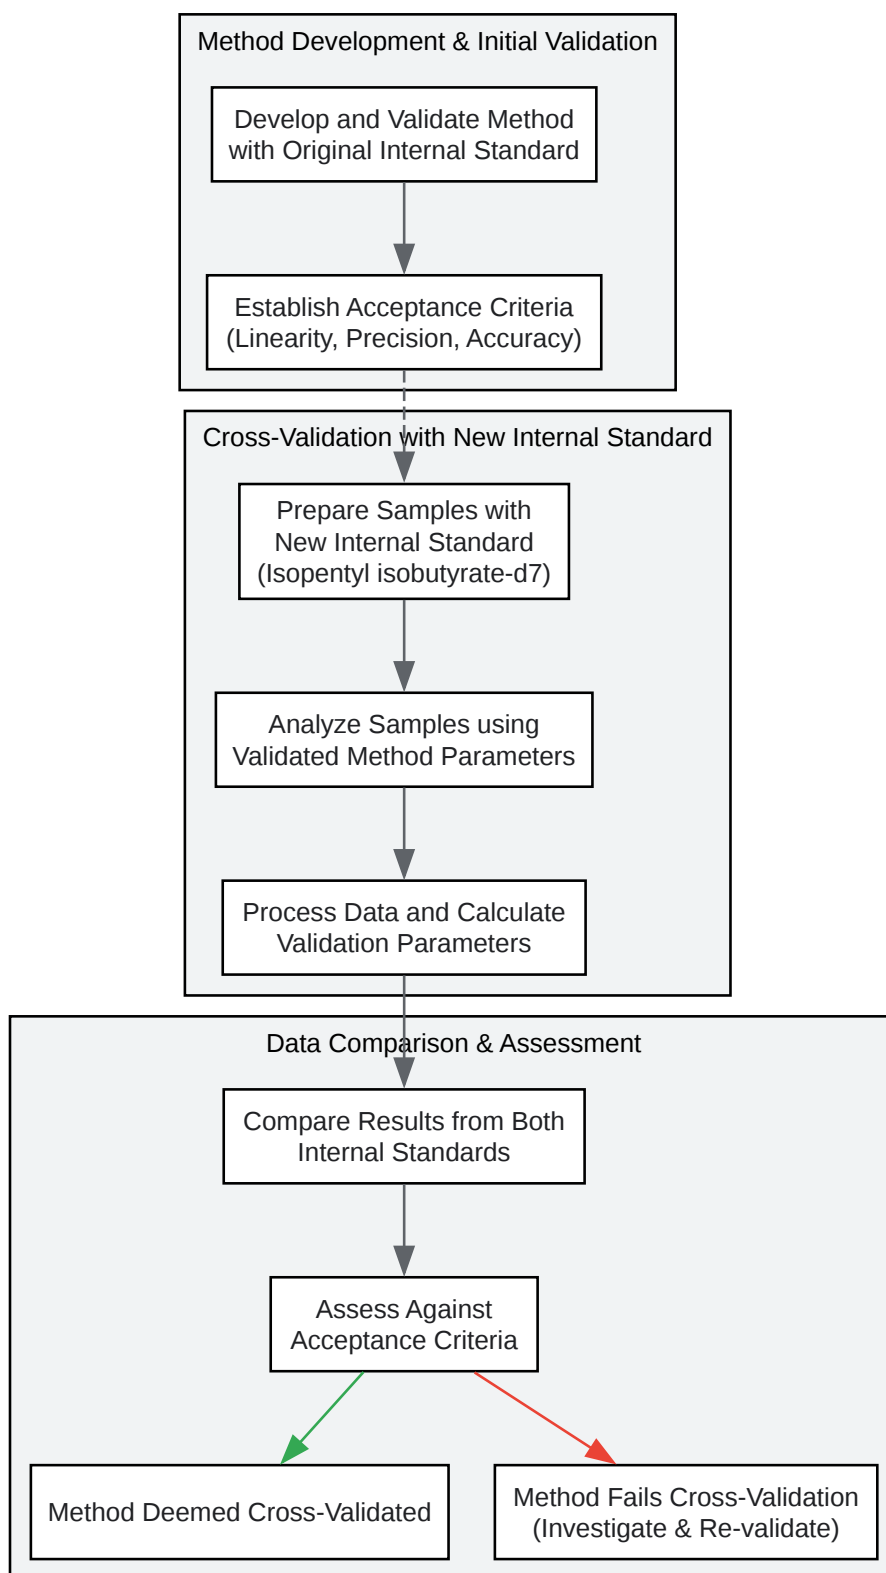 Method Development & Initial Validation
Develop and Validate Method
with Original Internal Standard
Establish Acceptance Criteria
(Linearity, Precision, Accuracy)
Cross-Validation with New Internal Standard
Prepare Samples with
New Internal Standard
(Isopentyl isobutyrate-d7)
Analyze Samples using
Validated Method Parameters
Process Data and Calculate
Validation Parameters
Data Comparison & Assessment
Compare Results from Both
Internal Standards
Assess Against
Acceptance Criteria
Method Deemed Cross-Validated
Method Fails Cross-Validation
(Investigate & Re-validate)